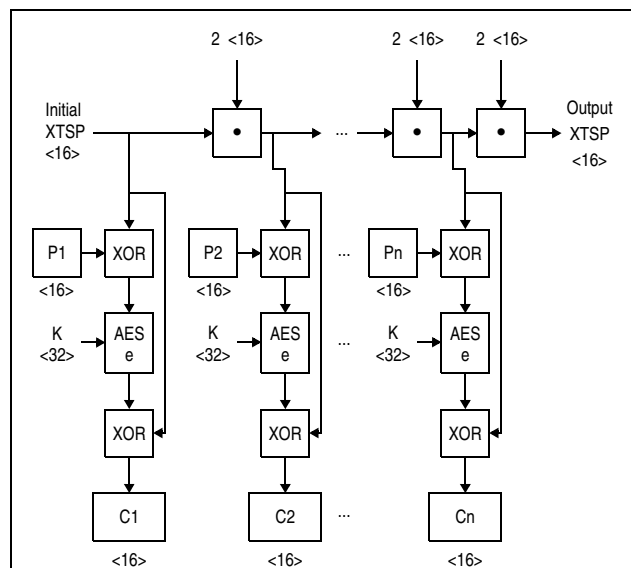 2 <16> 2 <16> 2 <16>
Initial
XTSP
<16>
• ... • •
Output
XTSP
<16>
P1 XOR P2 XOR ... Pn XOR
<16> <16> <16>
K
<32>
AES
e
K
<32>
AES
e
...
K
<32>
AES
e
XOR XOR XOR
C1 C2 ... Cn
<16> <16> <16>